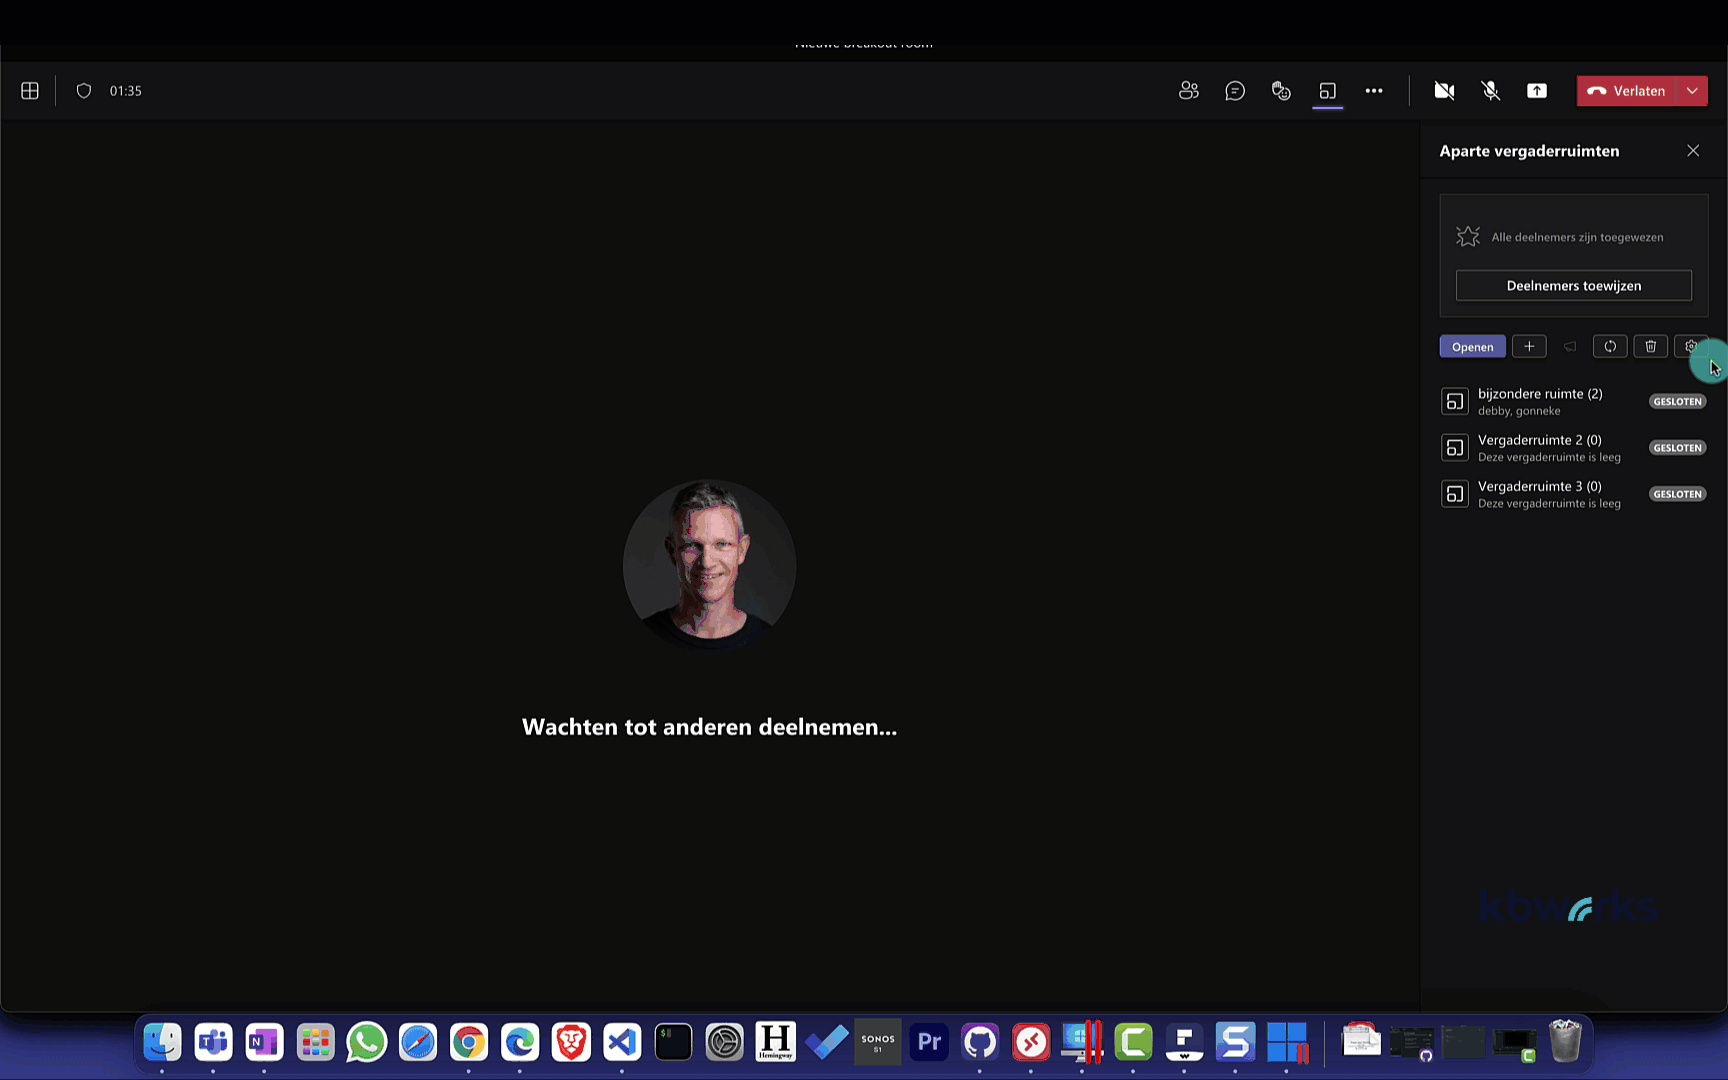 Nieuwe breakout room
01:35
Verlaten
Aparte vergaderruimten
Alle deelnemers zijn toegewezen
Deelnemers toewijzen
Openen
bijzondere ruimte (2)
debby, gonneke
GESLOTEN
Vergaderruimte 2 (0)
Deze vergaderruimte is leeg
GESLOTEN
Vergaderruimte 3 (0)
Deze vergaderruimte is leeg
GESLOTEN
Wachten tot anderen deelnemen...
kbworks
T
N
$
H
Hemingway
SONOS
S1
Pr
C
F
w
S